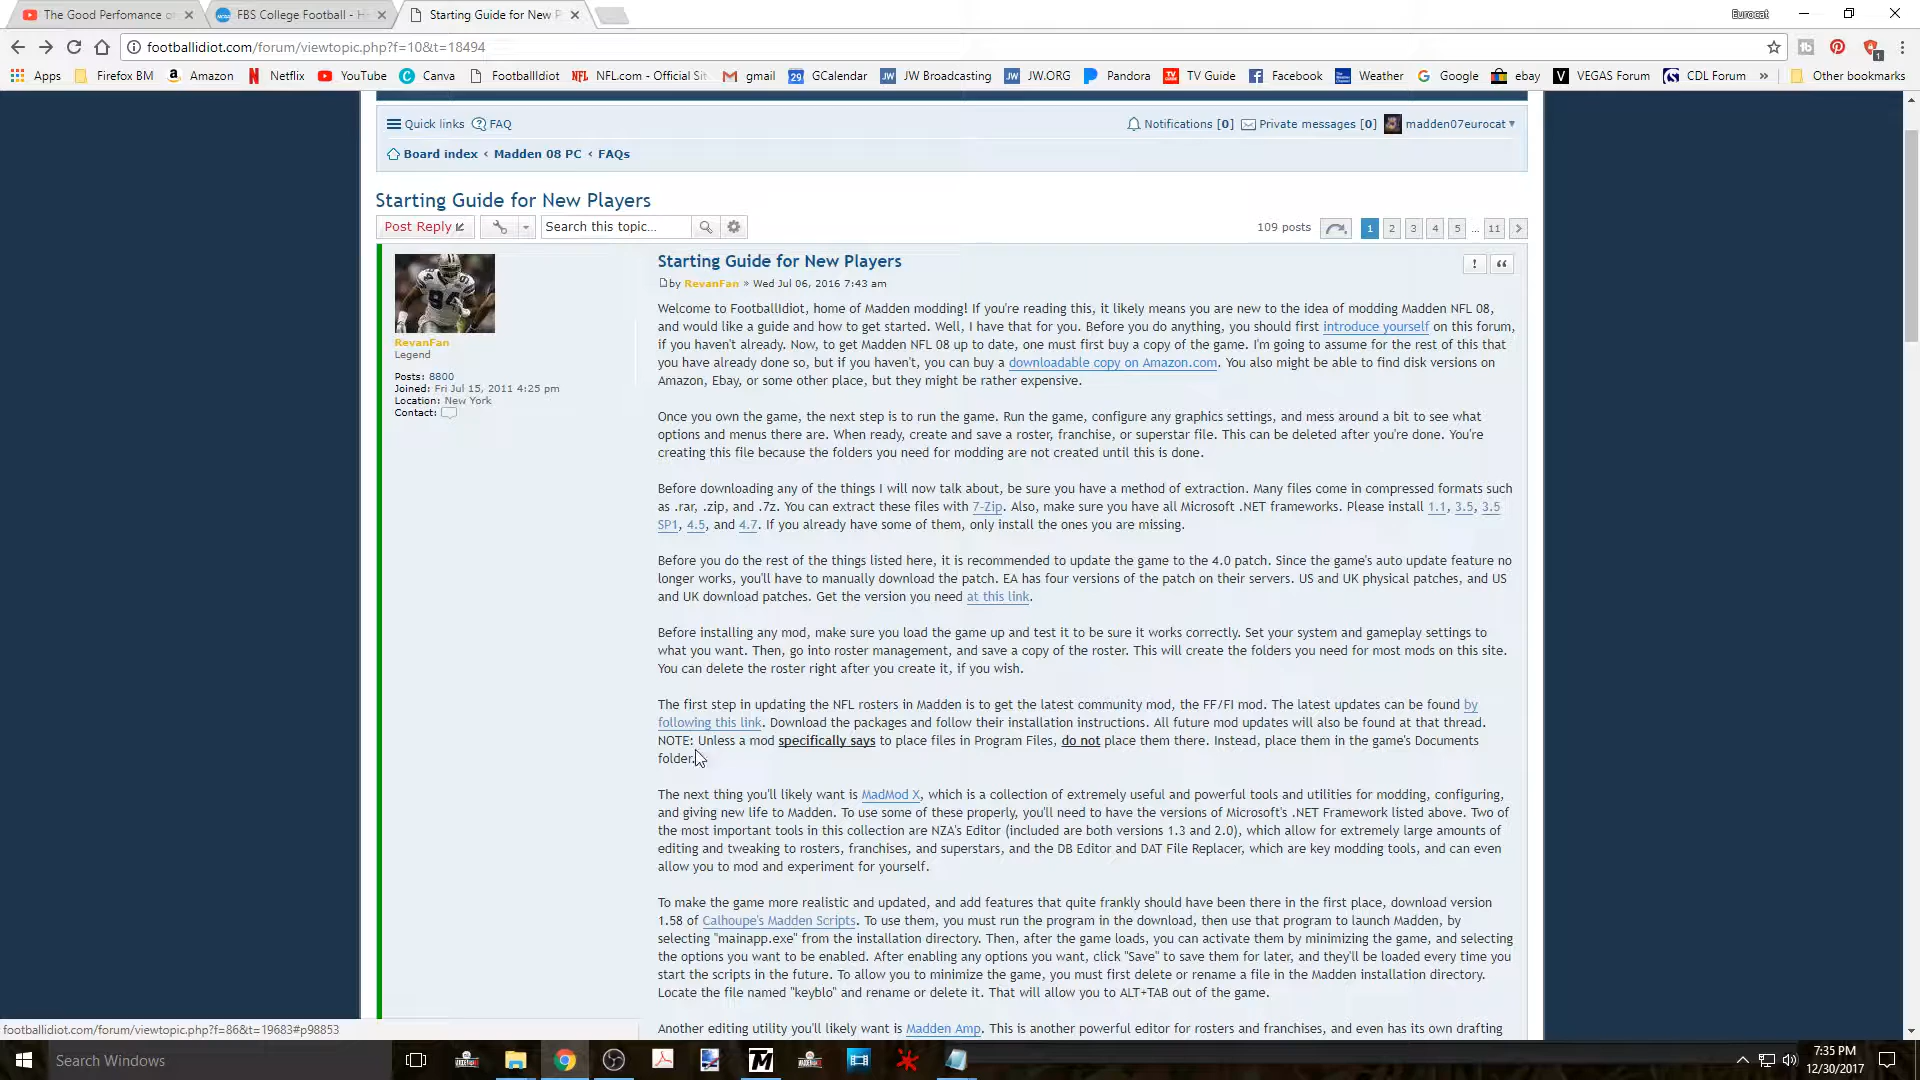 The Good Perfomance o
FBS College Football - H
Starting Guide for New P
Eurocat
footballidiot.com/forum/viewtopic.php?f=10&t=18494
Apps
Firefox BM
Amazon
Netflix
YouTube
Canva
FootballIdiot
NFL.com - Official Sit
gmail
GCalendar
JW Broadcasting
JW.ORG
Pandora
TV Guide
Facebook
Weather
Google
ebay
VEGAS Forum
CDL Forum
»
Other bookmarks
Quick links FAQ
Notifications [0] Private messages [0] madden07eurocat
Board index ‹ Madden 08 PC ‹ FAQs
Starting Guide for New Players
Post Reply
Search this topic...
109 posts 1 2 3 4 5 ... 11
Starting Guide for New Players
by RevanFan » Wed Jul 06, 2016 7:43 am
RevanFan
Legend
Posts: 8800
Joined: Fri Jul 15, 2011 4:25 pm
Location: New York
Contact:
Welcome to FootballIdiot, home of Madden modding! If you're reading this, it likely means you are new to the idea of modding Madden NFL 08,
and would like a guide and how to get started. Well, I have that for you. Before you do anything, you should first introduce yourself on this forum,
if you haven't already. Now, to get Madden NFL 08 up to date, one must first buy a copy of the game. I'm going to assume for the rest of this that
you have already done so, but if you haven't, you can buy a downloadable copy on Amazon.com. You also might be able to find disk versions on
Amazon, Ebay, or some other place, but they might be rather expensive.
Once you own the game, the next step is to run the game. Run the game, configure any graphics settings, and mess around a bit to see what
options and menus there are. When ready, create and save a roster, franchise, or superstar file. This can be deleted after you're done. You're
creating this file because the folders you need for modding are not created until this is done.
Before downloading any of the things I will now talk about, be sure you have a method of extraction. Many files come in compressed formats such
as .rar, .zip, and .7z. You can extract these files with 7-Zip. Also, make sure you have all Microsoft .NET frameworks. Please install 1.1, 3.5, 3.5
SP1, 4.5, and 4.7. If you already have some of them, only install the ones you are missing.
Before you do the rest of the things listed here, it is recommended to update the game to the 4.0 patch. Since the game's auto update feature no
longer works, you'll have to manually download the patch. EA has four versions of the patch on their servers. US and UK physical patches, and US
and UK download patches. Get the version you need at this link.
Before installing any mod, make sure you load the game up and test it to be sure it works correctly. Set your system and gameplay settings to
what you want. Then, go into roster management, and save a copy of the roster. This will create the folders you need for most mods on this site.
You can delete the roster right after you create it, if you wish.
The first step in updating the NFL rosters in Madden is to get the latest community mod, the FF/FI mod. The latest updates can be found by
following this link. Download the packages and follow their installation instructions. All future mod updates will also be found at that thread.
NOTE: Unless a mod specifically says to place files in Program Files, do not place them there. Instead, place them in the game's Documents
folder.
The next thing you'll likely want is MadMod X, which is a collection of extremely useful and powerful tools and utilities for modding, configuring,
and giving new life to Madden. To use some of these properly, you'll need to have the versions of Microsoft's .NET Framework listed above. Two of
the most important tools in this collection are NZA's Editor (included are both versions 1.3 and 2.0), which allow for extremely large amounts of
editing and tweaking to rosters, franchises, and superstars, and the DB Editor and DAT File Replacer, which are key modding tools, and can even
allow you to mod and experiment for yourself.
To make the game more realistic and updated, and add features that quite frankly should have been there in the first place, download version
1.58 of Calhoupe's Madden Scripts. To use them, you must run the program in the download, then use that program to launch Madden, by
selecting "mainapp.exe" from the installation directory. Then, after the game loads, you can activate them by minimizing the game, and selecting
the options you want to be enabled. After enabling any options you want, click "Save" to save them for later, and they'll be loaded every time you
start the scripts in the future. To allow you to minimize the game, you must first delete or rename a file in the Madden installation directory.
Locate the file named "keyblo" and rename or delete it. That will allow you to ALT+TAB out of the game.
Another editing utility you'll likely want is Madden Amp. This is another powerful editor for rosters and franchises, and even has its own drafting
footballidiot.com/forum/viewtopic.php?f=86&t=19683#p98853
Search Windows
7:35 PM
12/30/2017